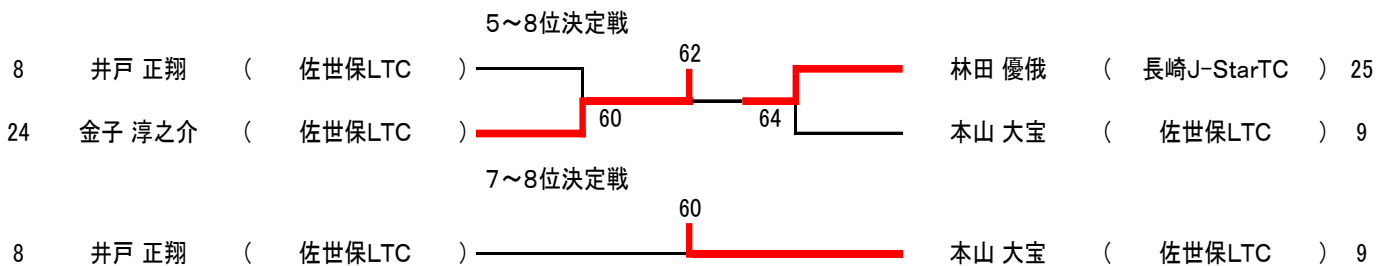 5～8位決定戦
8 井戸 正翔 ( 佐世保LTC ) 62 林田 優俄 ( 長崎J-StarTC ) 25
60 64
24 金子 淳之介 ( 佐世保LTC ) 本山 大宝 ( 佐世保LTC ) 9
7～8位決定戦
60
8 井戸 正翔 ( 佐世保LTC ) 本山 大宝 ( 佐世保LTC ) 9